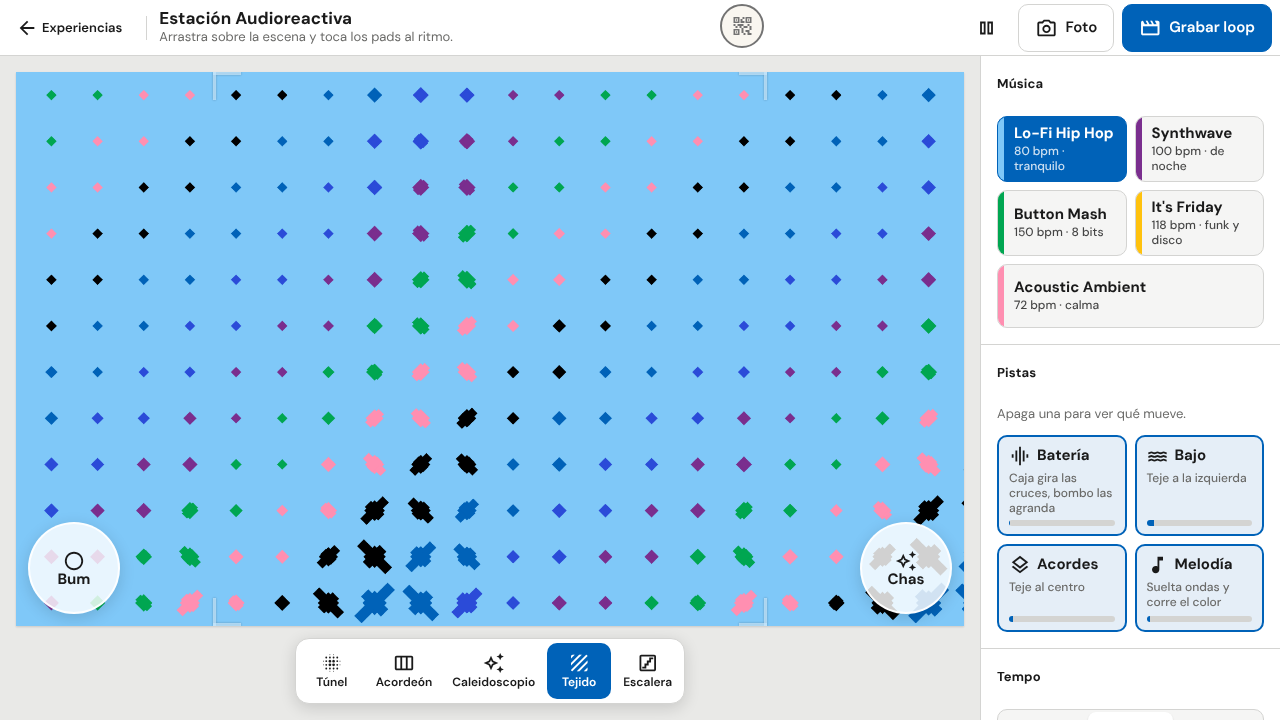 Experiencias
Estación Audioreactiva
Arrastra sobre la escena y toca los pads al ritmo.
Foto
Grabar loop
Música
Lo-Fi Hip Hop
80 bpm ·
tranquilo
Synthwave
100 bpm · de
noche
Button Mash
150 bpm · 8 bits
It's Friday
118 bpm · funk y
disco
Acoustic Ambient
72 bpm · calma
Pistas
Apaga una para ver qué mueve.
Batería
Caja gira las
cruces, bombo las
agranda
Bajo
Teje a la izquierda
Acordes
Teje al centro
Melodía
Suelta ondas y
corre el color
Tempo
Bum
Chas
Túnel
Acordeón
Caleidoscopio
Tejido
Escalera